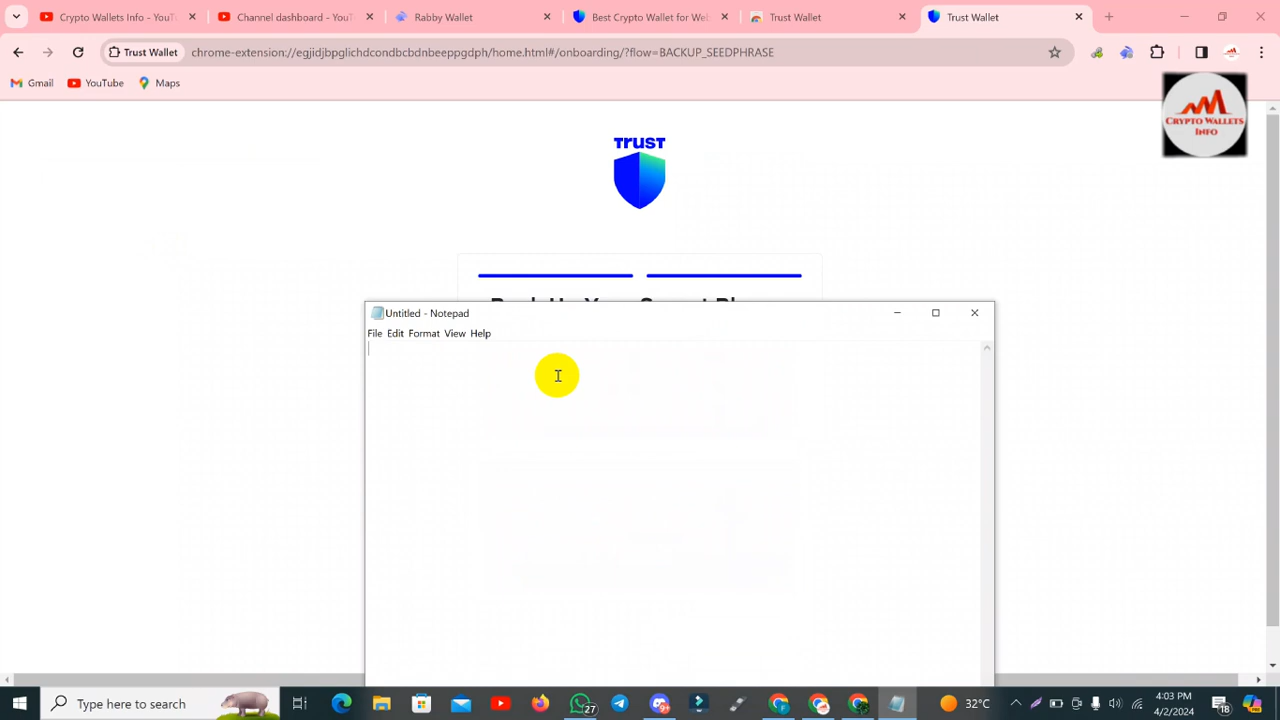 Crypto Wallets Info - YouT
Channel dashboard - YouT
Rabby Wallet
Best Crypto Wallet for Web
Trust Wallet
Trust Wallet
Trust Wallet
chrome-extension://egjidjbpglichdcondbcbdnbeeppgdph/home.html#/onboarding/?flow=BACKUP_SEEDPHRASE
Gmail
YouTube
Maps
CRYPTO WALLETS
INFO
TRUST
Untitled - Notepad
File Edit Format View Help
Type here to search
27
9+
32°C
4:03 PM
4/2/2024
18